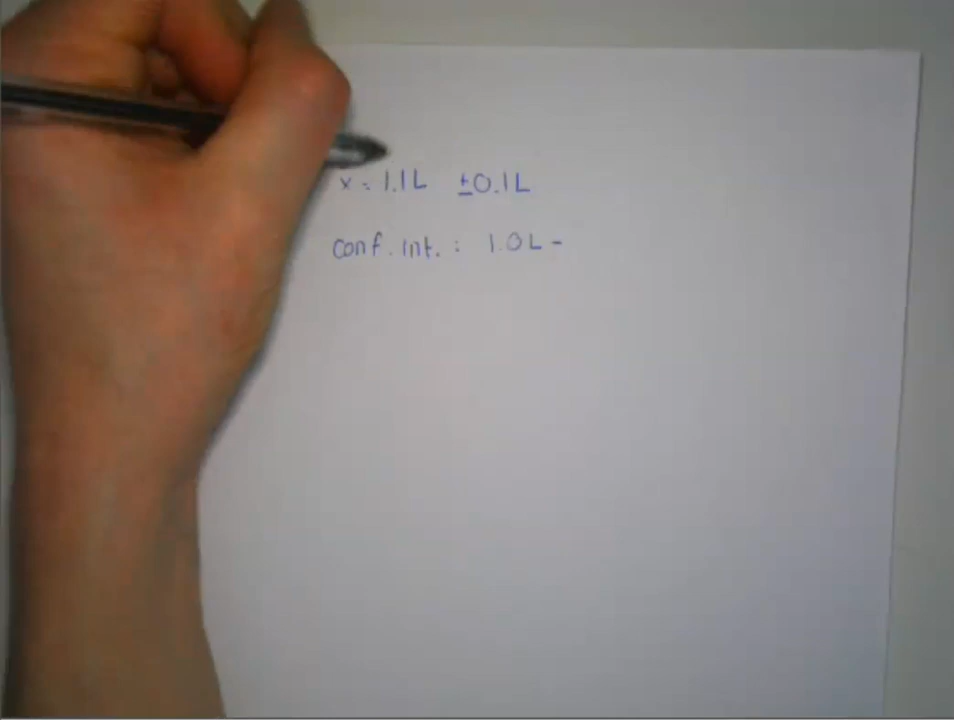 x = 1.1L ±0.1L
conf. int. : 1.0L -